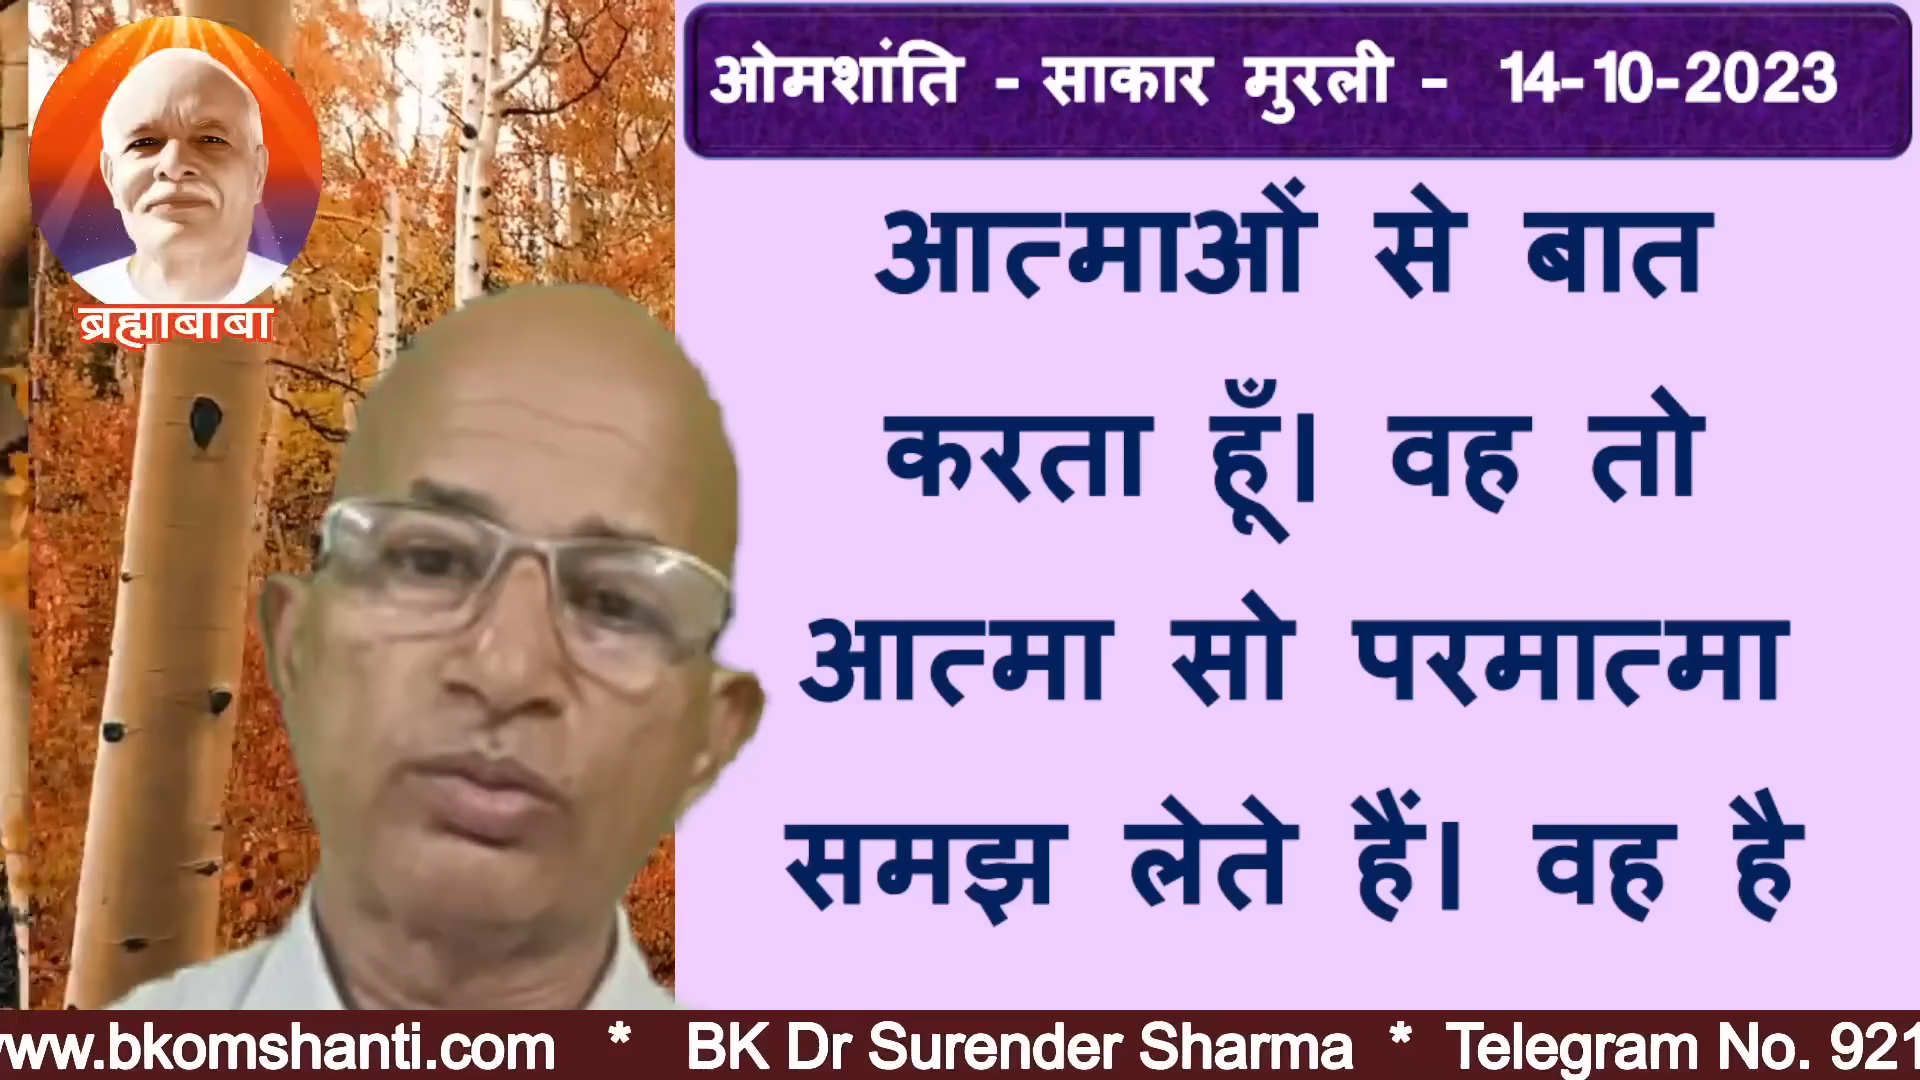 ओमशांति - साकार मुरली - 14-10-2023
ब्रह्माबाबा
आत्माओं से बात
करता हूँ। वह तो
आत्मा सो परमात्मा
समझ लेते हैं। वह है
www.bkomshanti.com * BK Dr Surender Sharma * Telegram No. 921